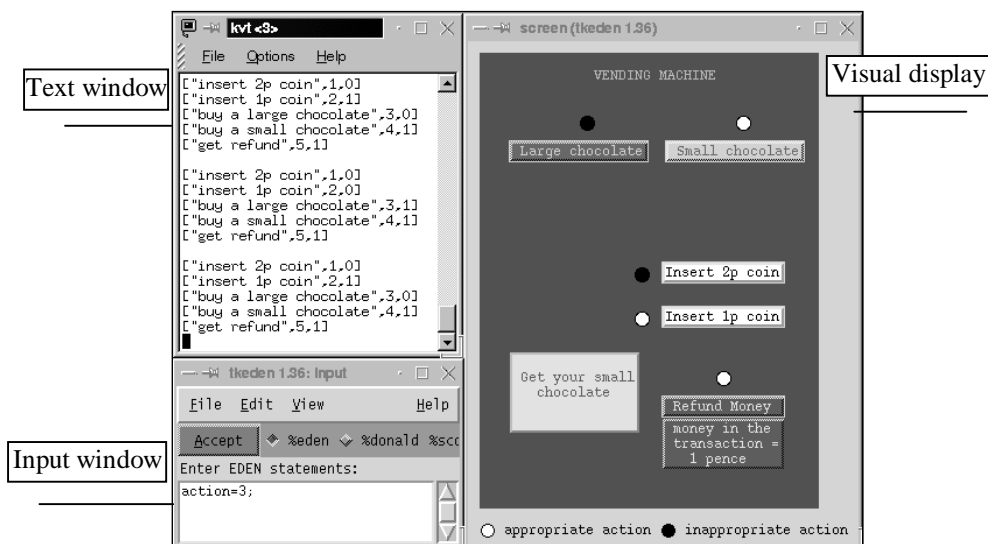 Text window
kvt <3>
File Options Help
["insert 2p coin",1,0]
["insert 1p coin",2,1]
["buy a large chocolate",3,0]
["buy a small chocolate",4,1]
["get refund",5,1]
["insert 2p coin",1,0]
["insert 1p coin",2,0]
["buy a large chocolate",3,1]
["buy a small chocolate",4,1]
["get refund",5,1]
["insert 2p coin",1,0]
["insert 1p coin",2,1]
["buy a large chocolate",3,0]
["buy a small chocolate",4,1]
["get refund",5,1]
tkeden 1.36: Input
File Edit View Help
Accept %eden %donald %sco
Input window
Enter EDEN statements:
action=3;
screen (tkeden 1.36)
Visual display
VENDING MACHINE
Large chocolate Small chocolate
Insert 2p coin
Insert 1p coin
Get your small
chocolate
Refund Money
money in the
transaction =
1 pence
appropriate action inappropriate action